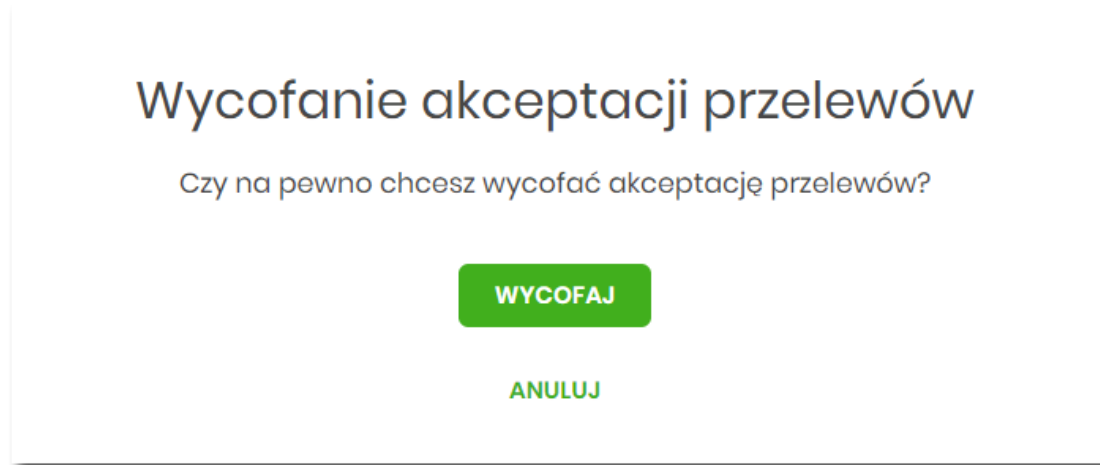 Wycofanie akceptacji przelewów
Czy na pewno chcesz wycofać akceptację przelewów?
WYCOFAJ
ANULUJ